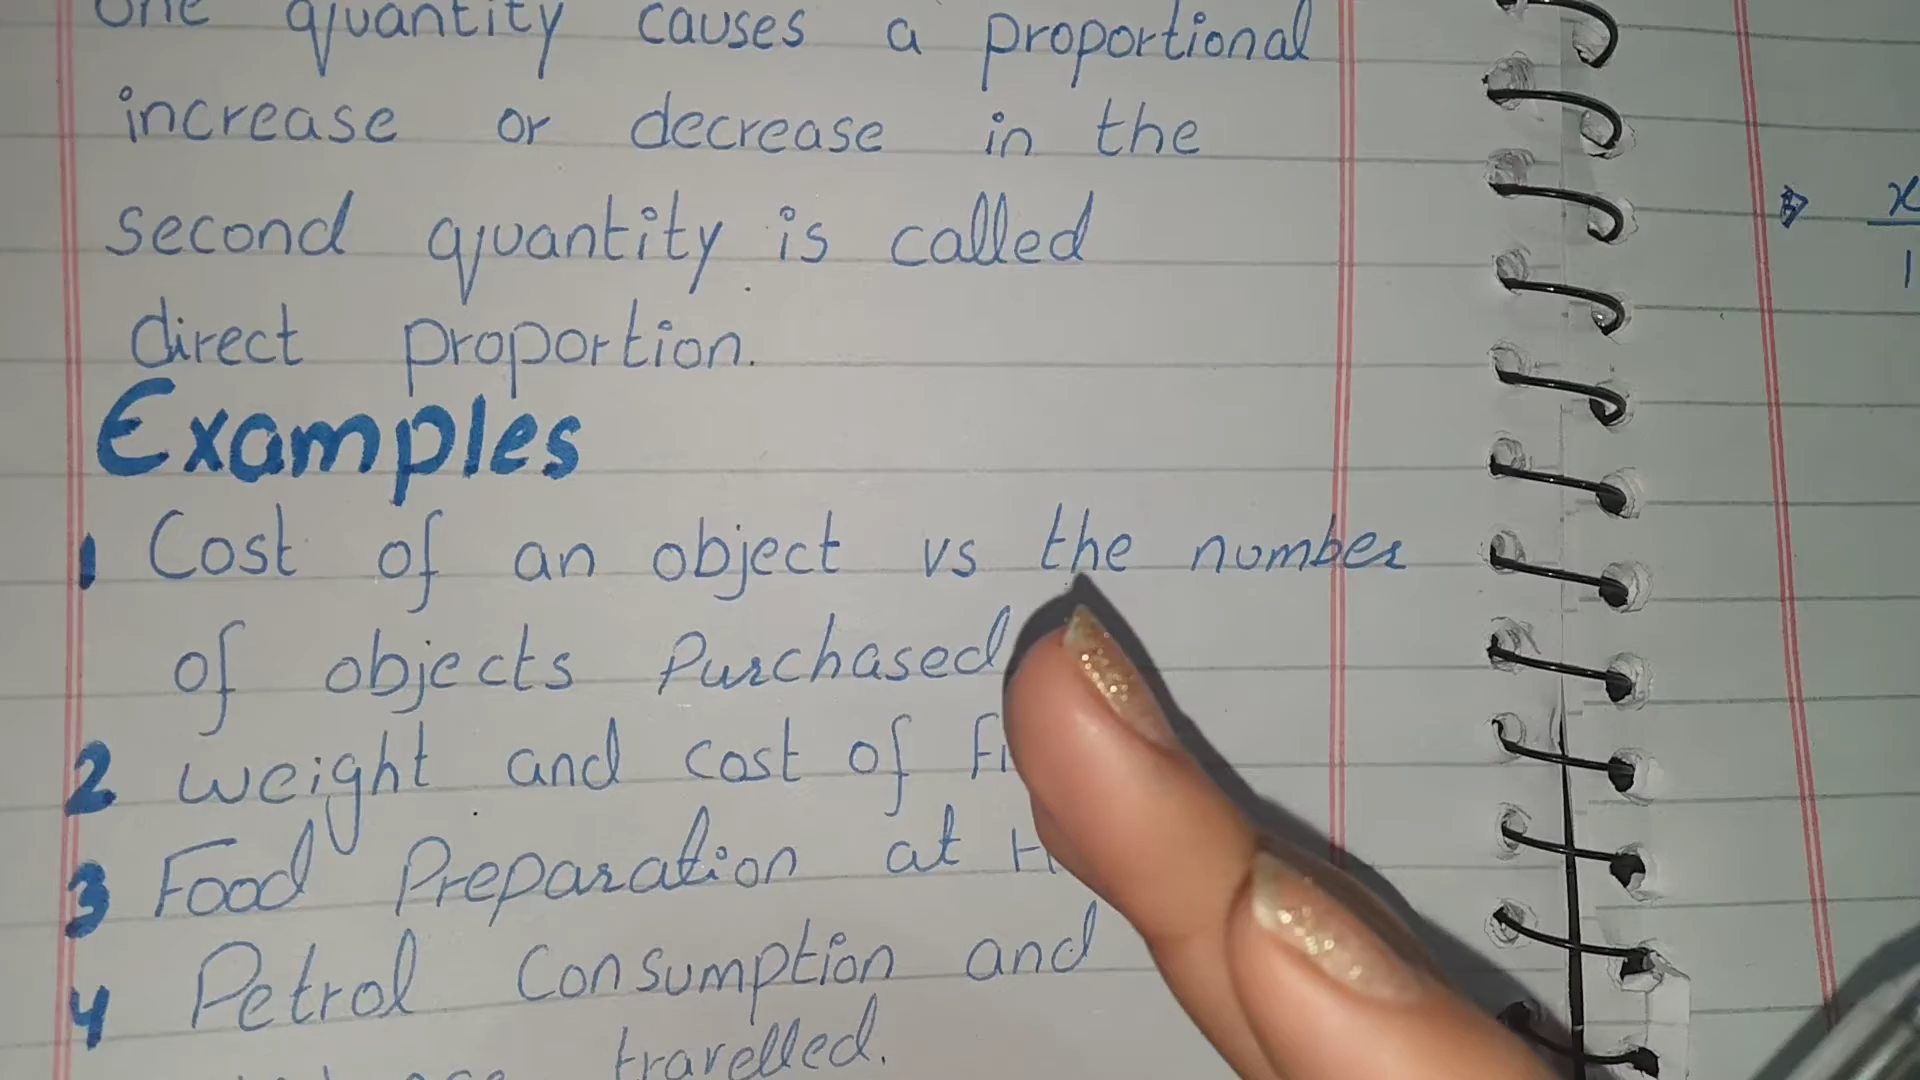 one quantity causes a proportional
increase or decrease in the
second quantity is called
direct proportion.
Examples
1 Cost of an object vs the number
of objects Purchased
2 weight and cost of
3 Food Preparation at
4 Petrol Consumption and
travelled.
x
1